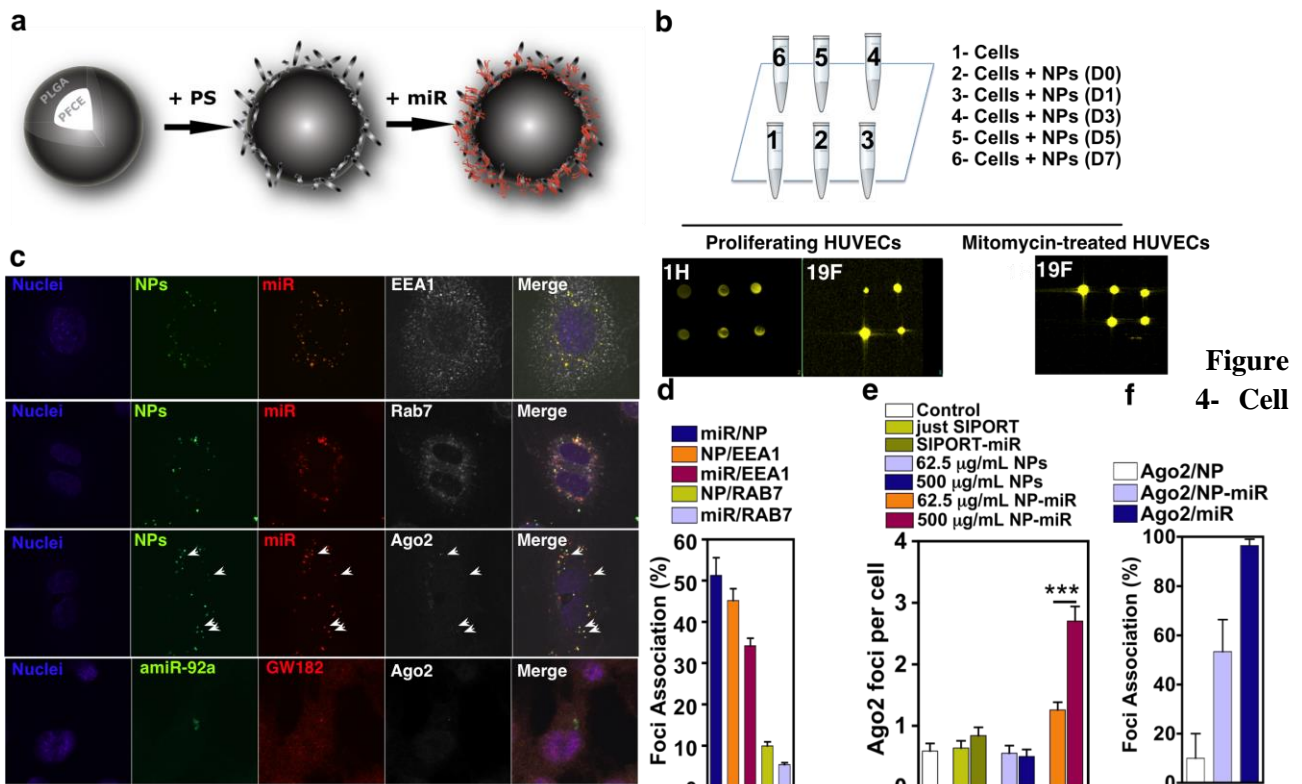 a
PLGA
PFCE
+ PS
+ miR
b
6 5 4
1 2 3
1- Cells
2- Cells + NPs (D0)
3- Cells + NPs (D1)
4- Cells + NPs (D3)
5- Cells + NPs (D5)
6- Cells + NPs (D7)
Proliferating HUVECs
Mitomycin-treated HUVECs
1H
19F
19F
c
Nuclei NPs miR EEA1 Merge
Nuclei NPs miR Rab7 Merge
Nuclei NPs miR Ago2 Merge
Nuclei amiR-92a GW182 Ago2 Merge
Figure
4- Cell
d
miR/NP
NP/EEA1
miR/EEA1
NP/RAB7
miR/RAB7
Foci Association (%)
60
50
40
30
20
10
e
Control
just SIPORT
SIPORT-miR
62.5 µg/mL NPs
500 µg/mL NPs
62.5 µg/mL NP-miR
500 µg/mL NP-miR
Ago2 foci per cell
4
3
2
1
0
***
f
Ago2/NP
Ago2/NP-miR
Ago2/miR
Foci Association (%)
100
80
60
40
20
0